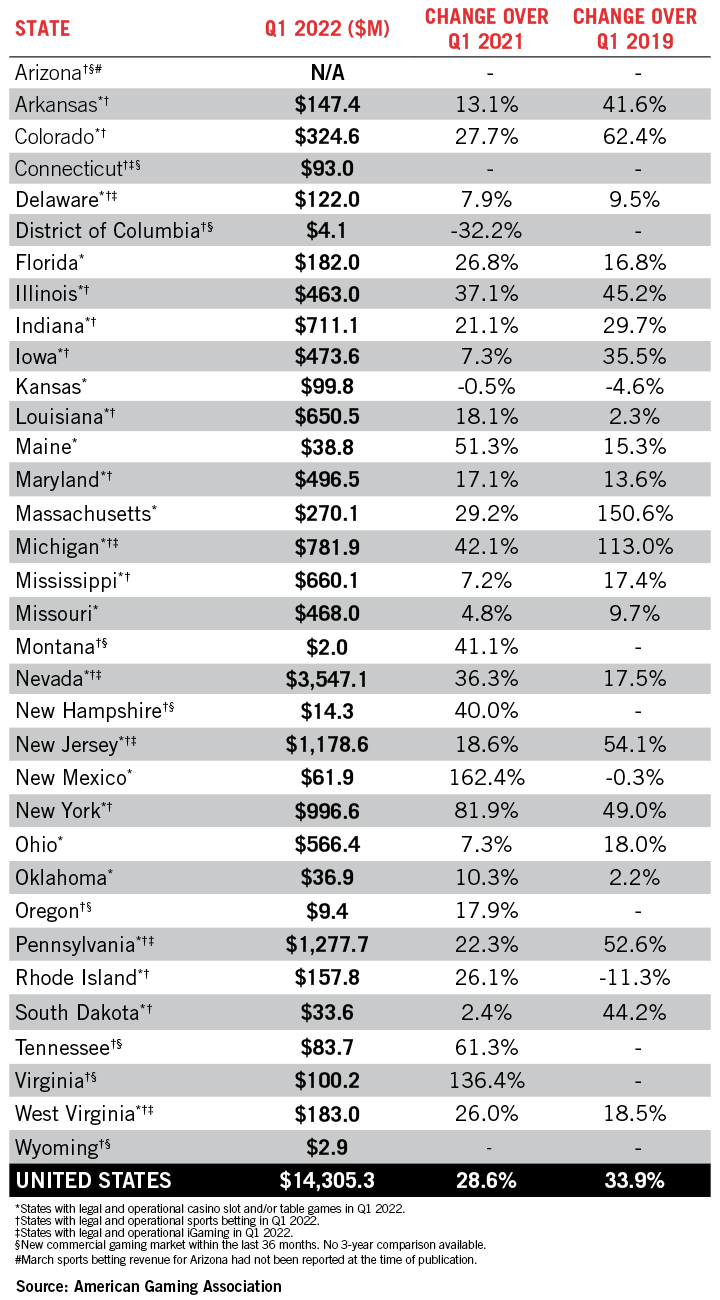 STATE Q1 2022 ($M) CHANGE OVER Q1 2021 CHANGE OVER Q1 2019
Arizona†§# N/A - -
Arkansas*† $147.4 13.1% 41.6%
Colorado*† $324.6 27.7% 62.4%
Connecticut†‡§ $93.0 - -
Delaware*†‡ $122.0 7.9% 9.5%
District of Columbia†§ $4.1 -32.2% -
Florida* $182.0 26.8% 16.8%
Illinois*† $463.0 37.1% 45.2%
Indiana*† $711.1 21.1% 29.7%
Iowa*† $473.6 7.3% 35.5%
Kansas* $99.8 -0.5% -4.6%
Louisiana*† $650.5 18.1% 2.3%
Maine* $38.8 51.3% 15.3%
Maryland*† $496.5 17.1% 13.6%
Massachusetts* $270.1 29.2% 150.6%
Michigan*†‡ $781.9 42.1% 113.0%
Mississippi*† $660.1 7.2% 17.4%
Missouri* $468.0 4.8% 9.7%
Montana†§ $2.0 41.1% -
Nevada*†‡ $3,547.1 36.3% 17.5%
New Hampshire†§ $14.3 40.0% -
New Jersey*†‡ $1,178.6 18.6% 54.1%
New Mexico* $61.9 162.4% -0.3%
New York*† $996.6 81.9% 49.0%
Ohio* $566.4 7.3% 18.0%
Oklahoma* $36.9 10.3% 2.2%
Oregon†§ $9.4 17.9% -
Pennsylvania*†‡ $1,277.7 22.3% 52.6%
Rhode Island*† $157.8 26.1% -11.3%
South Dakota*† $33.6 2.4% 44.2%
Tennessee†§ $83.7 61.3% -
Virginia†§ $100.2 136.4% -
West Virginia*†‡ $183.0 26.0% 18.5%
Wyoming†§ $2.9 - -
UNITED STATES $14,305.3 28.6% 33.9%
*States with legal and operational casino slot and/or table games in Q1 2022.
†States with legal and operational sports betting in Q1 2022.
‡States with legal and operational iGaming in Q1 2022.
§New commercial gaming market within the last 36 months. No 3-year comparison available.
#March sports betting revenue for Arizona had not been reported at the time of publication.
Source: American Gaming Association